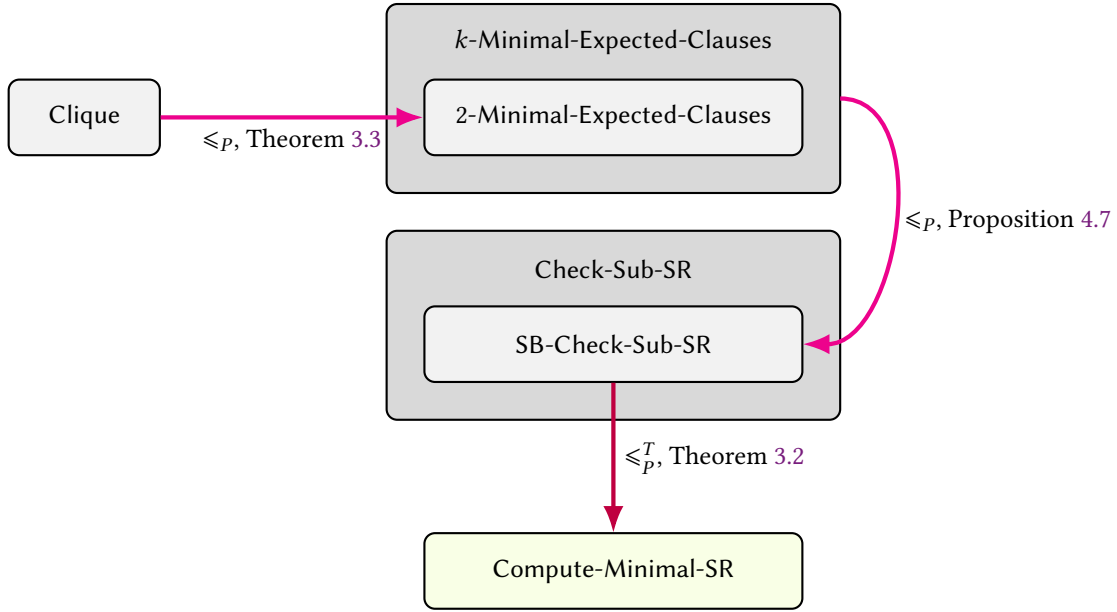 k-Minimal-Expected-Clauses
Clique
2-Minimal-Expected-Clauses
⩽P, Theorem 3.3
⩽P, Proposition 4.7
Check-Sub-SR
SB-Check-Sub-SR
⩽TP, Theorem 3.2
Compute-Minimal-SR